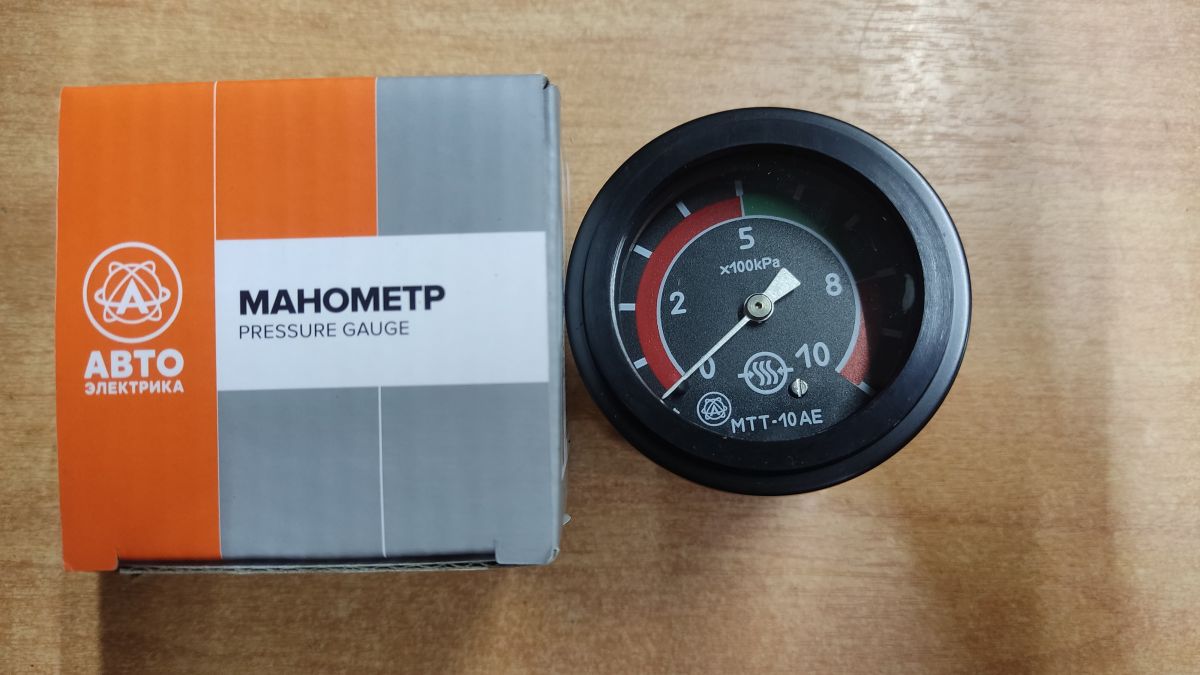 АВТО
ЭЛЕКТРИКА
МАНОМЕТР
PRESSURE GAUGE
5
x100kPa
2
8
0
10
МТТ-10АЕ